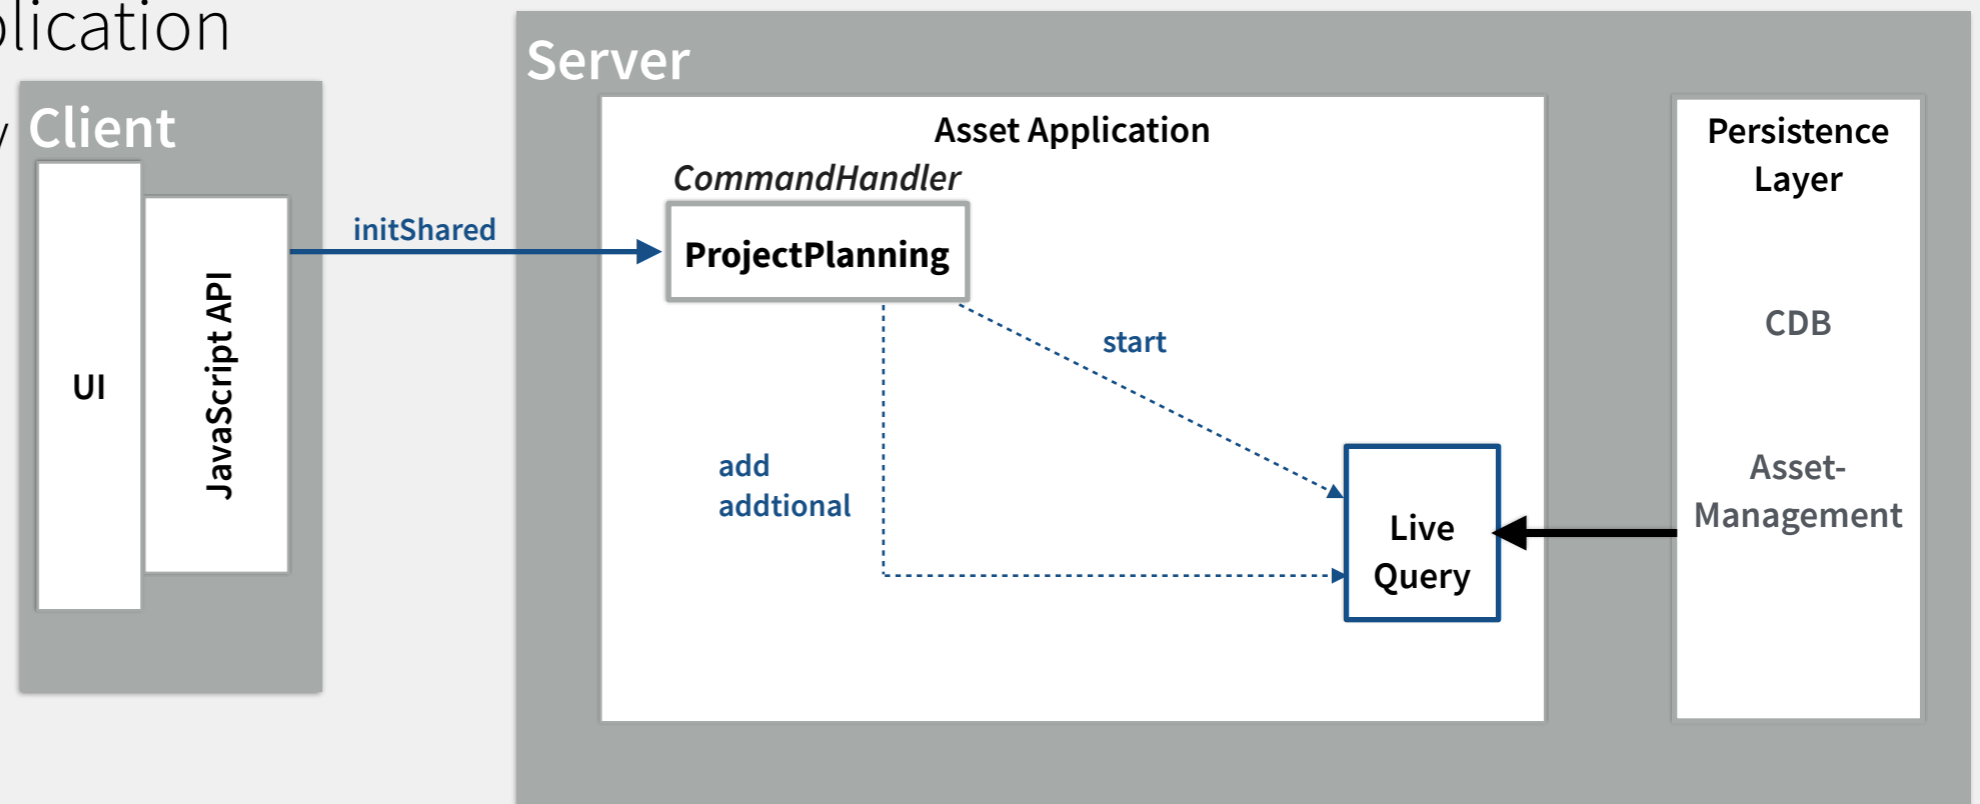 plication
y
Client
UI
JavaScript API
initShared
Server
Asset Application
CommandHandler
ProjectPlanning
start
add
addtional
Live
Query
Persistence
Layer
CDB
Asset-
Management